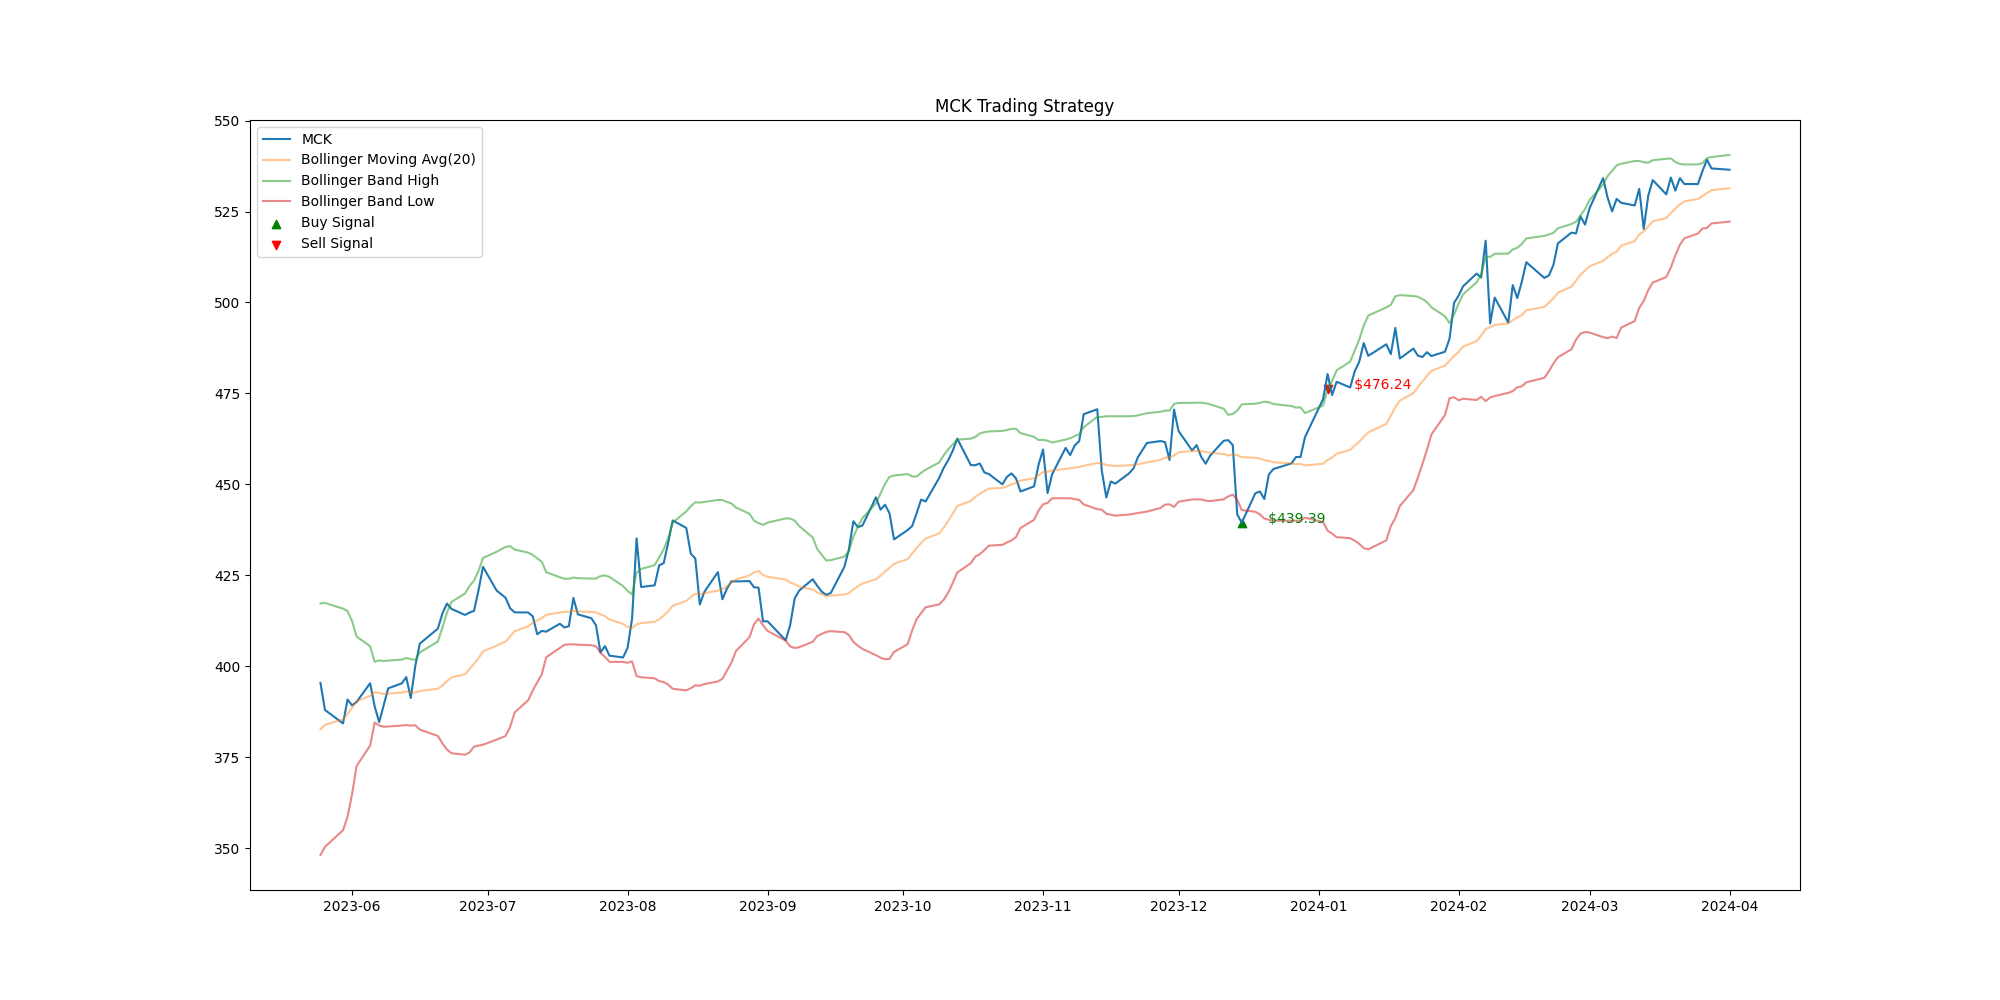 MCK Trading Strategy
550
525
500
475
450
425
400
375
350
MCK
Bollinger Moving Avg(20)
Bollinger Band High
Bollinger Band Low
Buy Signal
Sell Signal
$476.24
$439.39
2023-06 2023-07 2023-08 2023-09 2023-10 2023-11 2023-12 2024-01 2024-02 2024-03 2024-04